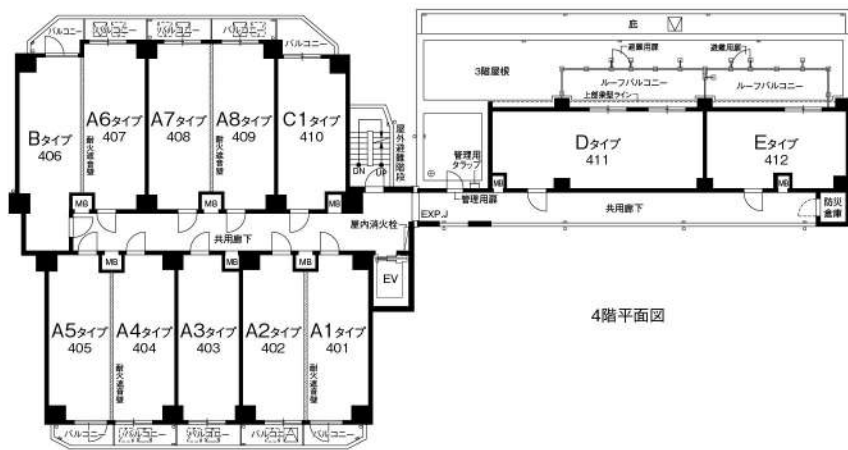 バルコニー
バルコニー
バルコニー
バルコニー
バルコニー
庇
避難用扉
避難用扉
3階屋根
ルーフバルコニー
ルーフバルコニー
上部梁型ライン
A6タイプ
407
A7タイプ
408
A8タイプ
409
C1タイプ
410
Bタイプ
406
耐火遮音壁
耐火遮音壁
屋外避難階段
DN
UP
管理用
タラップ
Dタイプ
411
Eタイプ
412
MB
MB
MB
MB
MB
管理用扉
EXP.J
共用廊下
防災
倉庫
屋内消火栓
共用廊下
MB
MB
MB
EV
4階平面図
A5タイプ
405
A4タイプ
404
A3タイプ
403
A2タイプ
402
A1タイプ
401
耐火遮音壁
耐火遮音壁
バルコニー
バルコニー
バルコニー
バルコニー
バルコニー